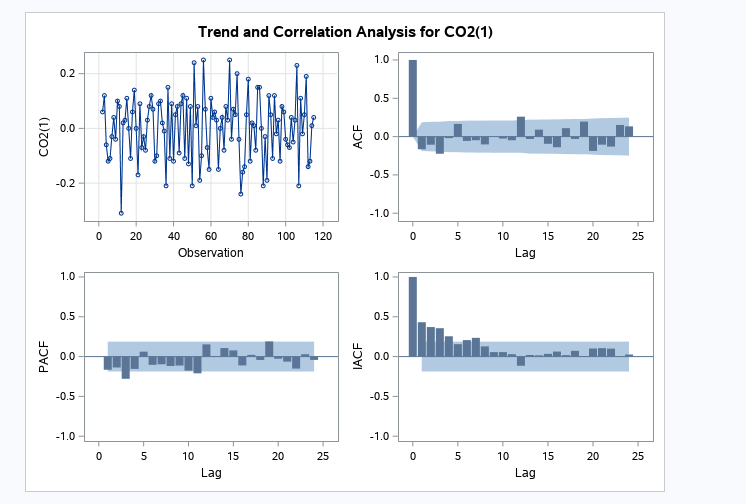 Trend and Correlation Analysis for CO2(1)
CO2(1)
0.2
0.0
-0.2
0 20 40 60 80 100 120
Observation
ACF
1.0
0.5
0.0
-0.5
-1.0
0 5 10 15 20 25
Lag
PACF
1.0
0.5
0.0
-0.5
-1.0
0 5 10 15 20 25
Lag
IACF
1.0
0.5
0.0
-0.5
-1.0
0 5 10 15 20 25
Lag